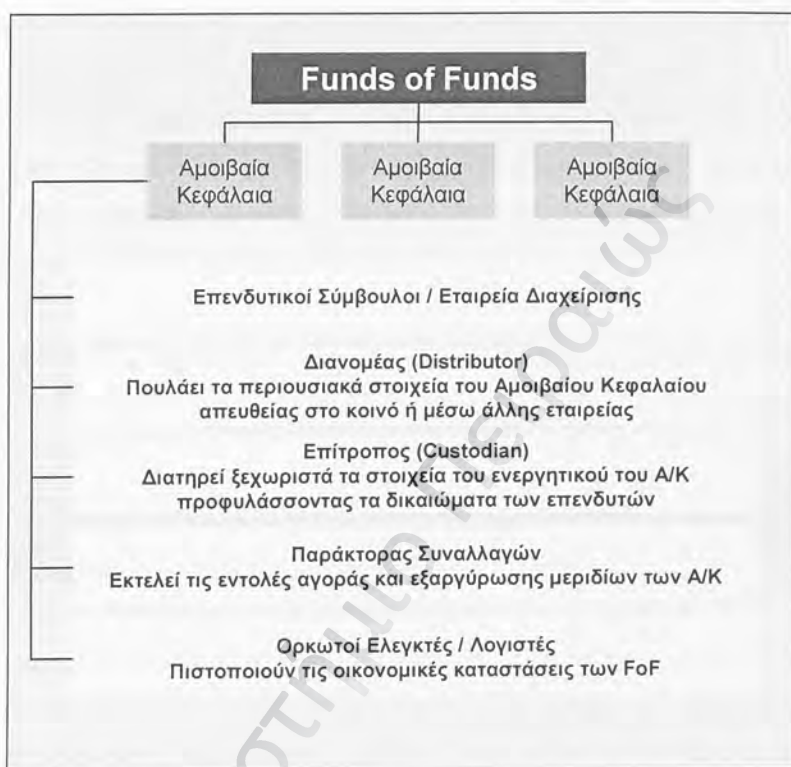 Funds of Funds
Αμοιβαία
Κεφάλαια
Αμοιβαία
Κεφάλαια
Αμοιβαία
Κεφάλαια
Επενδυτικοί Σύμβουλοι / Εταιρεία Διαχείρισης
Διανομέας (Distributor)
Πουλάει τα περιουσιακά στοιχεία του Αμοιβαίου Κεφαλαίου
απευθείας στο κοινό ή μέσω άλλης εταιρείας
Επίτροπος (Custodian)
Διατηρεί ξεχωριστά τα στοιχεία του ενεργητικού του Α/Κ
προφυλάσσοντας τα δικαιώματα των επενδυτών
Παράκτορας Συναλλαγών
Εκτελεί τις εντολές αγοράς και εξαργύρωσης μεριδίων των Α/Κ
Ορκωτοί Ελεγκτές / Λογιστές
Πιστοποιούν τις οικονομικές καταστάσεις των FoF
στήμιο Πειραιώς